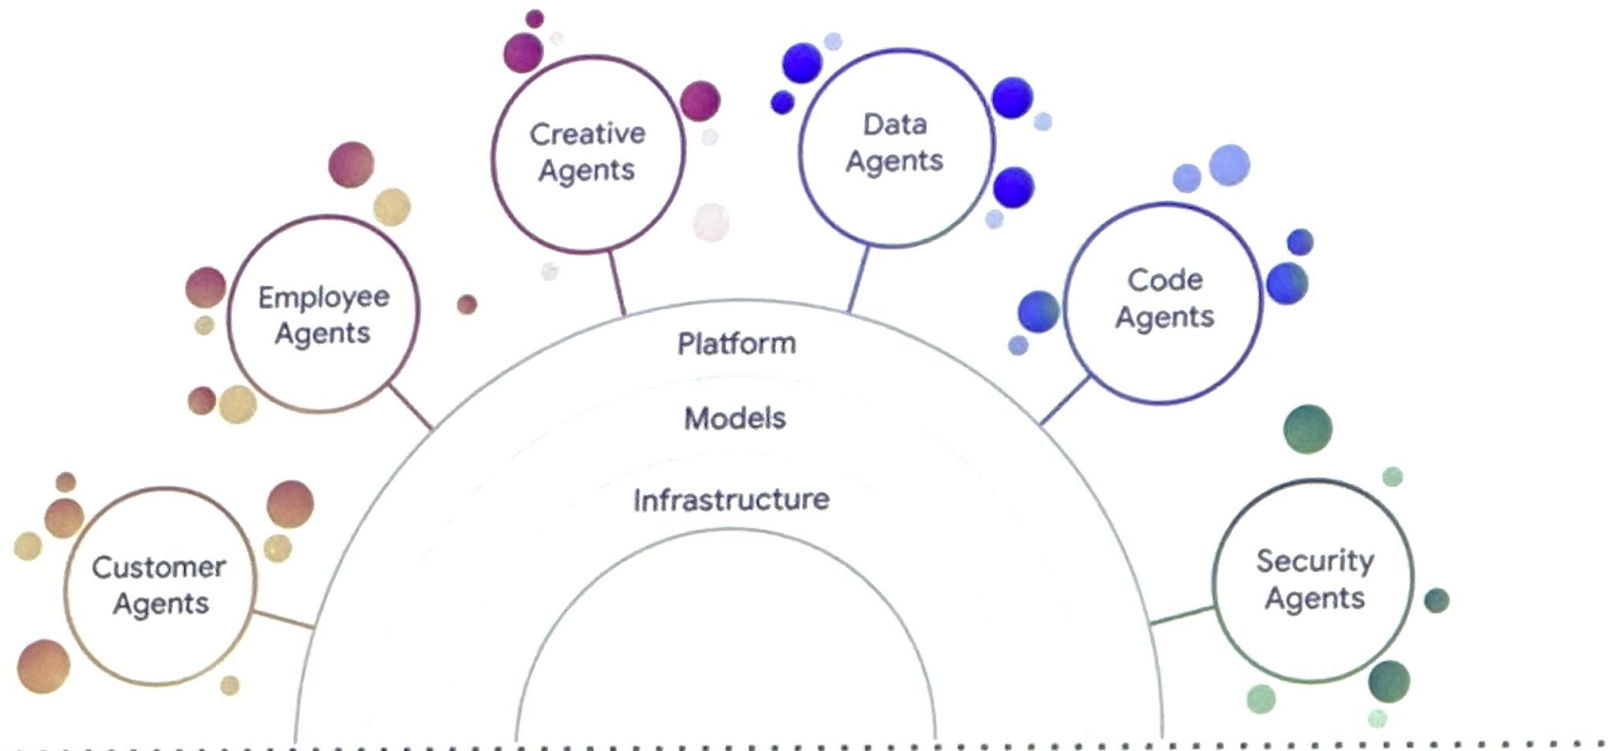 Creative
Agents
Data
Agents
Employee
Agents
Code
Agents
Customer
Agents
Security
Agents
Platform
Models
Infrastructure